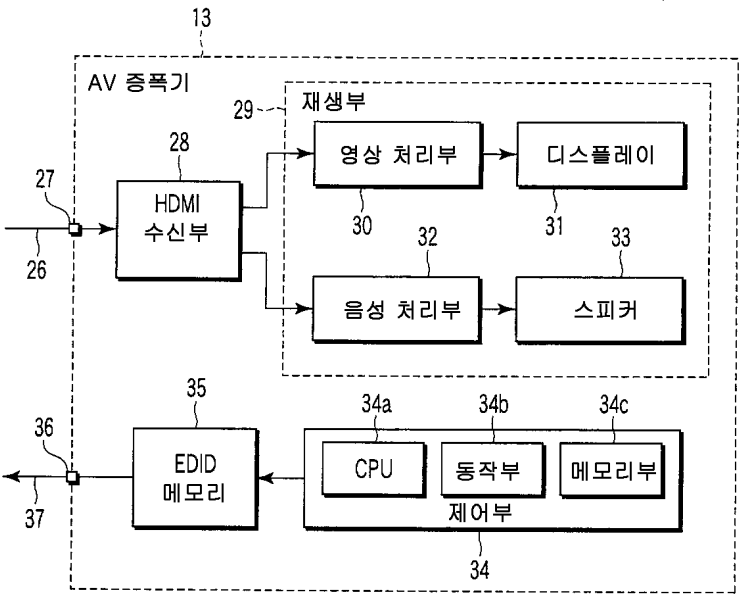 13
AV 증폭기
29
재생부
28
영상 처리부
디스플레이
27
HDMI
수신부
30
31
26
32
33
음성 처리부
스피커
35
34a
34b
34c
36
EDID
메모리
CPU
동작부
메모리부
37
제어부
34